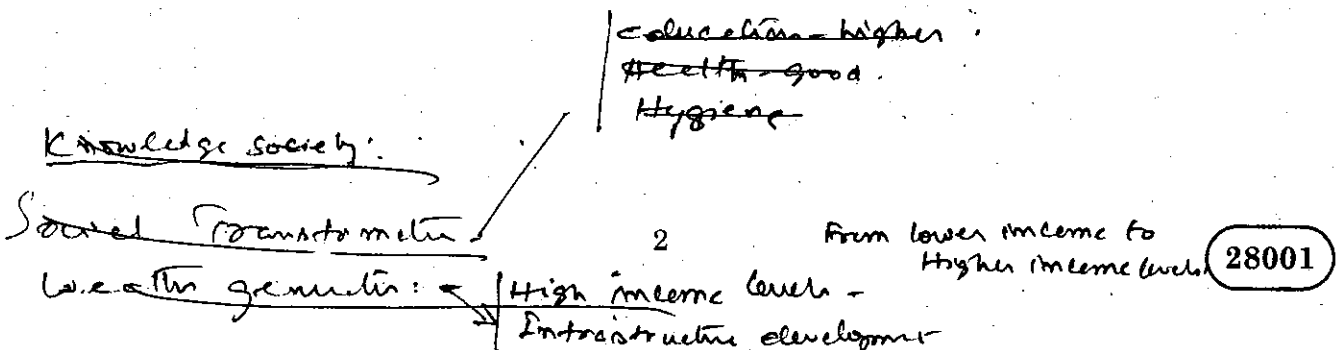 Education - higher.
Health - good.
Hygiene
Knowledge society:
Social Transformation
2
From lower income to
Higher income levels
28001
Wealth generation:
High income levels -
Infrastructure development